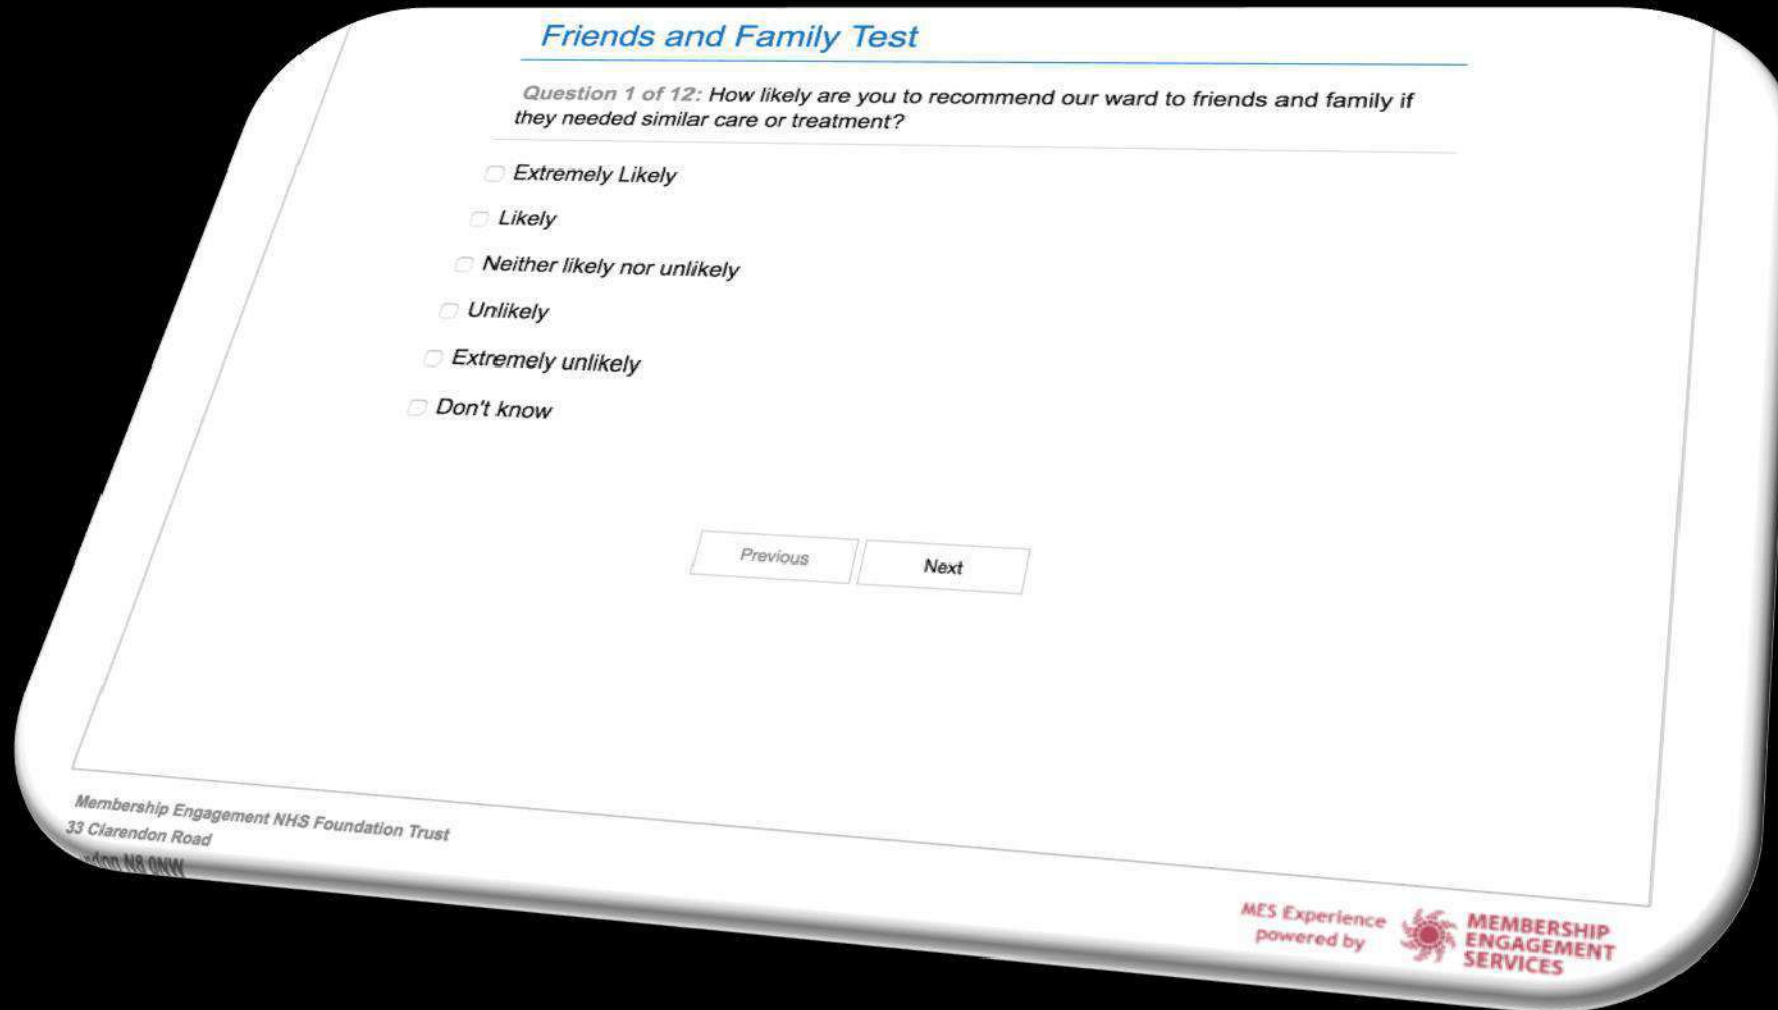 Friends and Family Test
Question 1 of 12: How likely are you to recommend our ward to friends and family if
they needed similar care or treatment?
Extremely Likely
Likely
Neither likely nor unlikely
Unlikely
Extremely unlikely
Don't know
Previous Next
Membership Engagement NHS Foundation Trust
33 Clarendon Road
N8 0NW
MES Experience
powered by
MEMBERSHIP
ENGAGEMENT
SERVICES